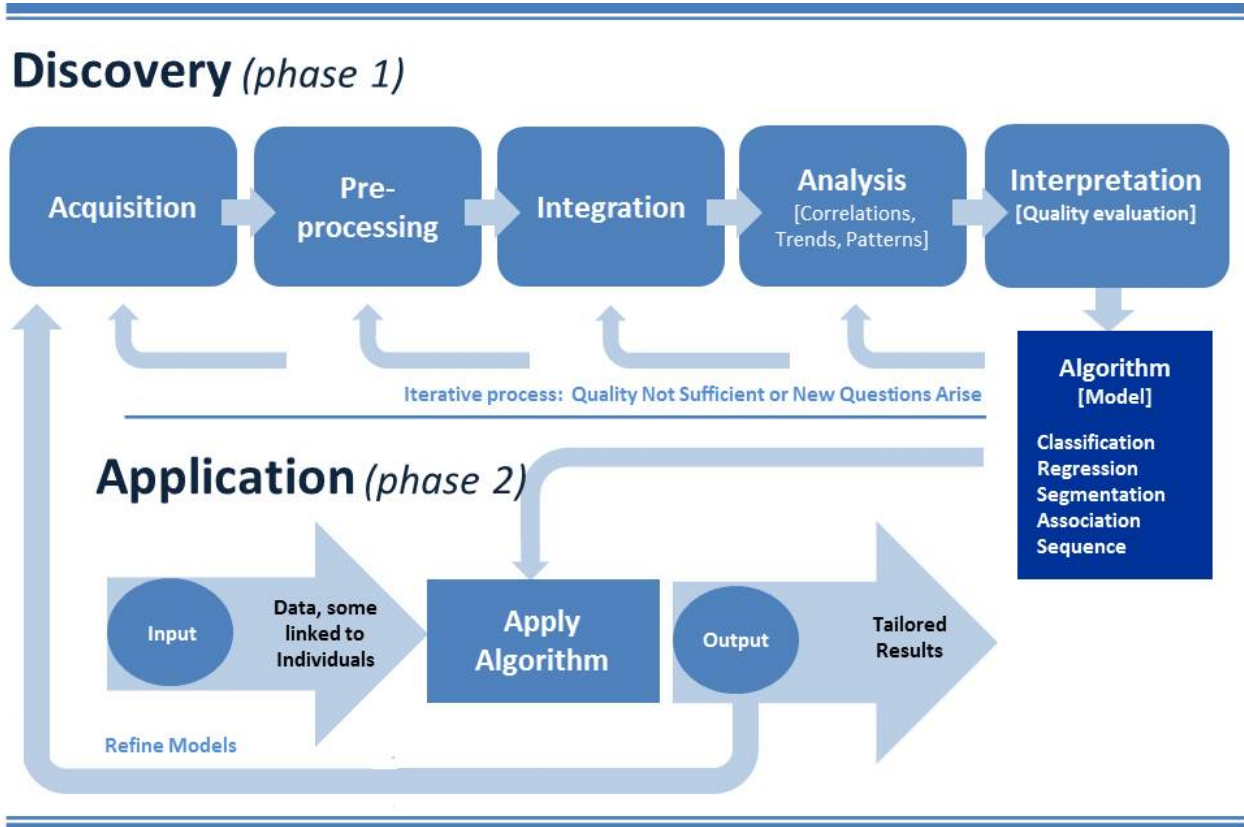 Discovery (phase 1)
Acquisition
Pre-
processing
Integration
Analysis
[Correlations,
Trends, Patterns]
Interpretation
[Quality evaluation]
Iterative process:  Quality Not Sufficient or New Questions Arise
Algorithm
[Model]
Classification
Regression
Segmentation
Association
Sequence
Application (phase 2)
Input
Data, some
linked to
Individuals
Apply
Algorithm
Output
Tailored
Results
Refine Models